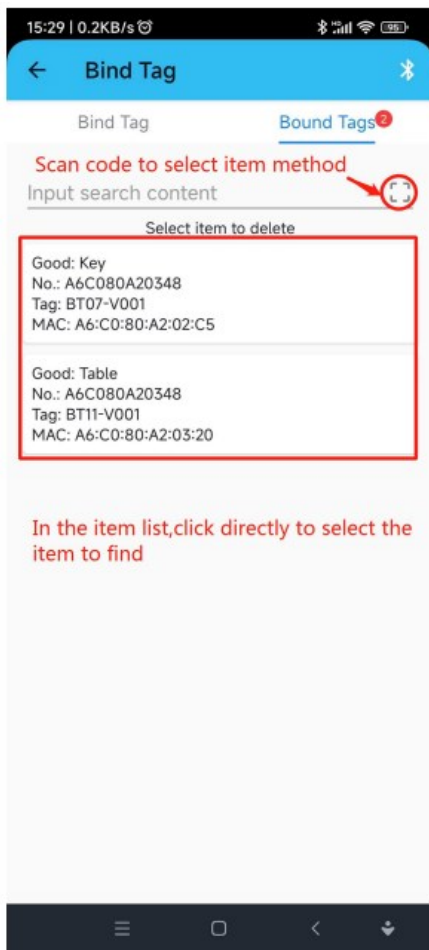 15:29 | 0.2KB/s
HD
95
Bind Tag
Bind Tag
Bound Tags
2
Scan code to select item method
Input search content
Select item to delete
Good: Key
No.: A6C080A20348
Tag: BT07-V001
MAC: A6:C0:80:A2:02:C5
Good: Table
No.: A6C080A20348
Tag: BT11-V001
MAC: A6:C0:80:A2:03:20
In the item list,click directly to select the
item to find